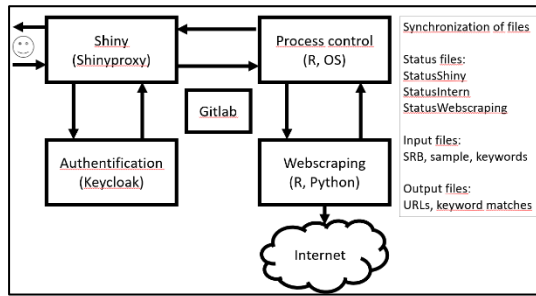 Shiny
(Shinyproxy)
Process control
(R, OS)
Gitlab
Authentification
(Keycloak)
Webscraping
(R, Python)
Internet
Synchronization of files
Status files:
StatusShiny
StatusIntern
StatusWebscraping
Input files:
SRB, sample, keywords
Output files:
URLs, keyword matches